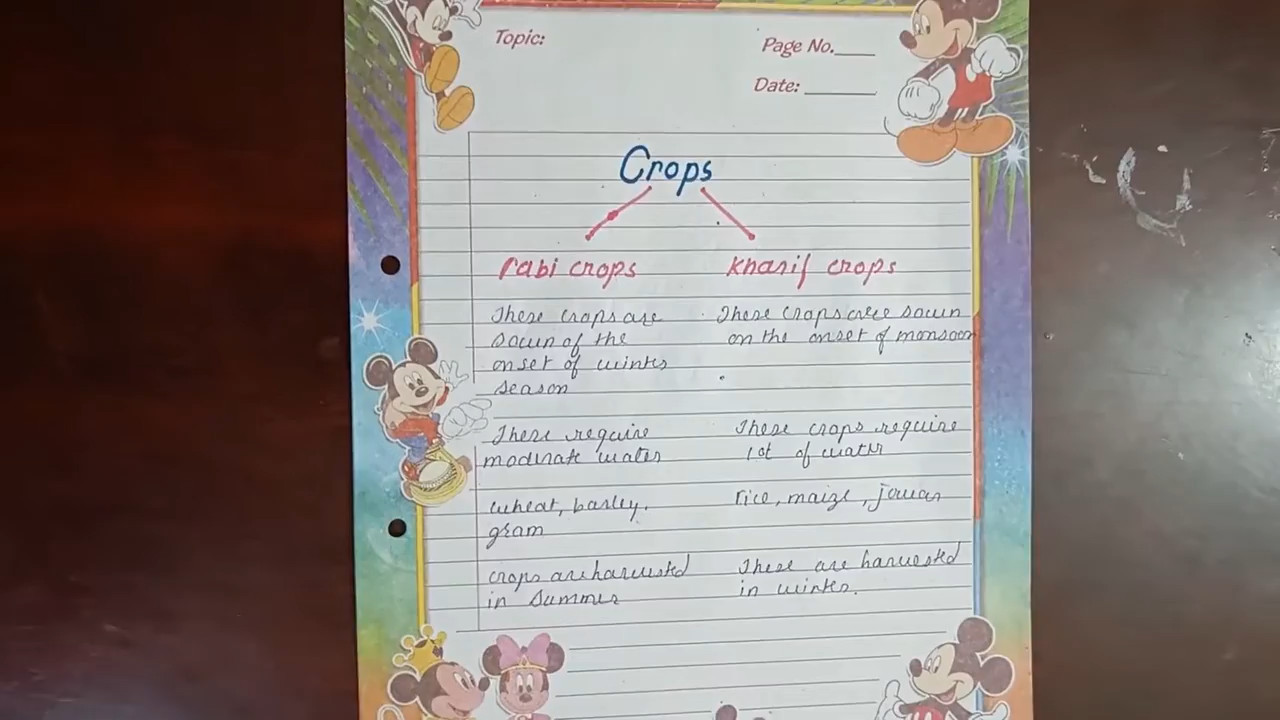 Topic:
Page No.
Date:
Crops
rabi crops
These crops are
sown of the
onset of winter
season
These require
moderate water
wheat, barley,
gram
crops are harvested
in summer
kharif crops
These crops are sown
on the onset of monsoon
These crops require
lot of water
rice, maize, jowar
These are harvested
in winter.